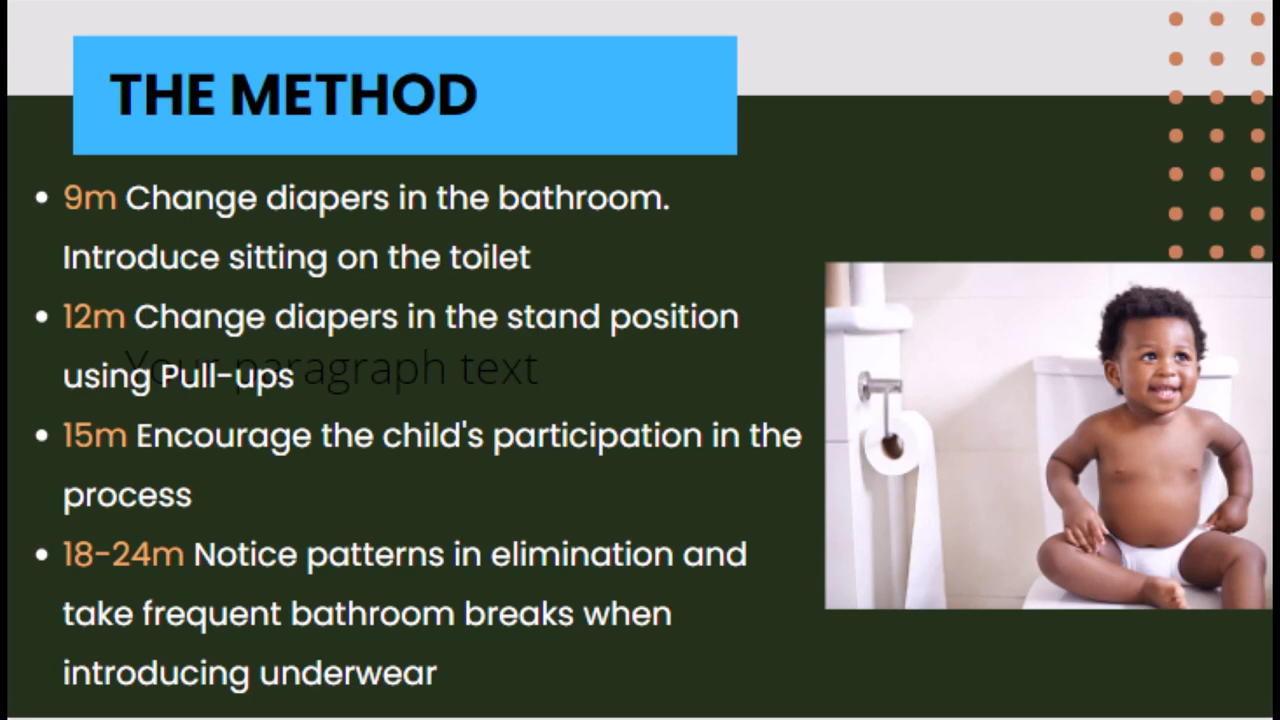 THE METHOD
• 9m Change diapers in the bathroom.
Introduce sitting on the toilet
• 12m Change diapers in the stand position
Your paragraph text
using Pull-ups
• 15m Encourage the child's participation in the
process
• 18-24m Notice patterns in elimination and
take frequent bathroom breaks when
introducing underwear